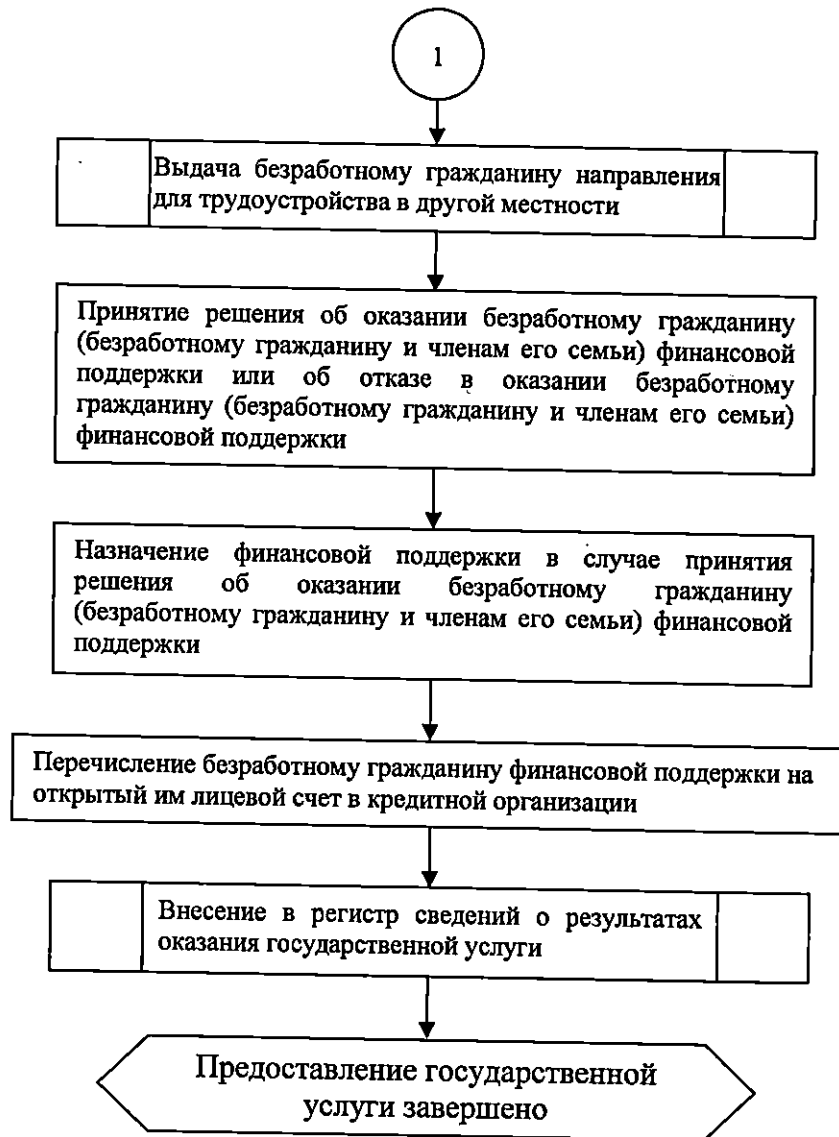 1
Выдача безработному гражданину направления
для трудоустройства в другой местности
Принятие решения об оказании безработному гражданину
(безработному гражданину и членам его семьи) финансовой
поддержки или об отказе в оказании безработному
гражданину (безработному гражданину и членам его семьи)
финансовой поддержки
Назначение финансовой поддержки в случае принятия
решения об оказании безработному гражданину
(безработному гражданину и членам его семьи) финансовой
поддержки
Перечисление безработному гражданину финансовой поддержки на
открытый им лицевой счет в кредитной организации
Внесение в регистр сведений о результатах
оказания государственной услуги
Предоставление государственной
услуги завершено